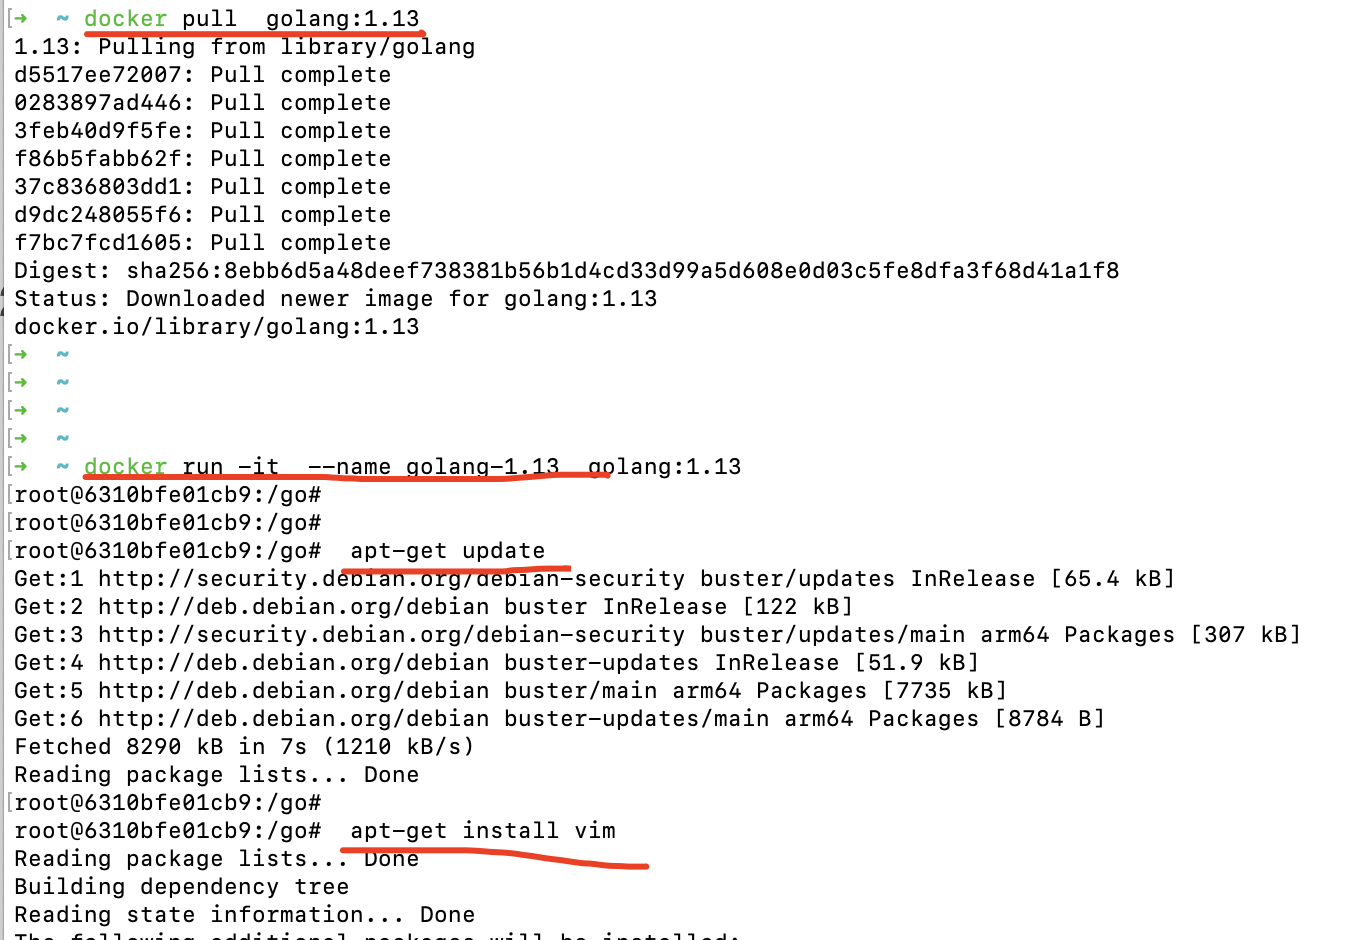 [➜  ~ docker pull  golang:1.13
1.13: Pulling from library/golang
d5517ee72007: Pull complete
0283897ad446: Pull complete
3feb40d9f5fe: Pull complete
f86b5fabb62f: Pull complete
37c836803dd1: Pull complete
d9dc248055f6: Pull complete
f7bc7fcd1605: Pull complete
Digest: sha256:8ebb6d5a48deef738381b56b1d4cd33d99a5d608e0d03c5fe8dfa3f68d41a1f8
Status: Downloaded newer image for golang:1.13
docker.io/library/golang:1.13
[➜  ~
[➜  ~
[➜  ~
[➜  ~
[➜  ~ docker run -it  --name golang-1.13  golang:1.13
[root@6310bfe01cb9:/go#
[root@6310bfe01cb9:/go#
[root@6310bfe01cb9:/go#  apt-get update
Get:1 http://security.debian.org/debian-security buster/updates InRelease [65.4 kB]
Get:2 http://deb.debian.org/debian buster InRelease [122 kB]
Get:3 http://security.debian.org/debian-security buster/updates/main arm64 Packages [307 kB]
Get:4 http://deb.debian.org/debian buster-updates InRelease [51.9 kB]
Get:5 http://deb.debian.org/debian buster/main arm64 Packages [7735 kB]
Get:6 http://deb.debian.org/debian buster-updates/main arm64 Packages [8784 B]
Fetched 8290 kB in 7s (1210 kB/s)
Reading package lists... Done
[root@6310bfe01cb9:/go#
root@6310bfe01cb9:/go#  apt-get install vim
Reading package lists... Done
Building dependency tree
Reading state information... Done
The following additional packages will be installed: